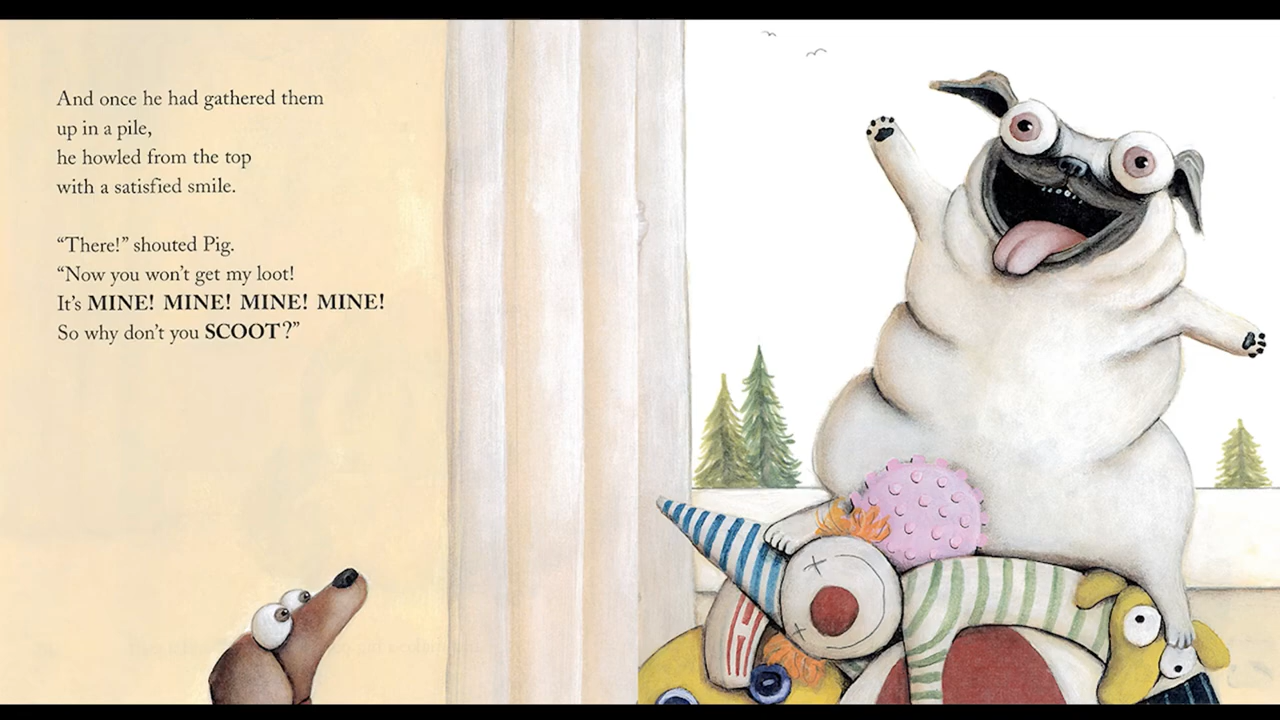 And once he had gathered them
up in a pile,
he howled from the top
with a satisfied smile.
“There!” shouted Pig.
“Now you won’t get my loot!
It’s MINE! MINE! MINE! MINE!
So why don’t you SCOOT?”